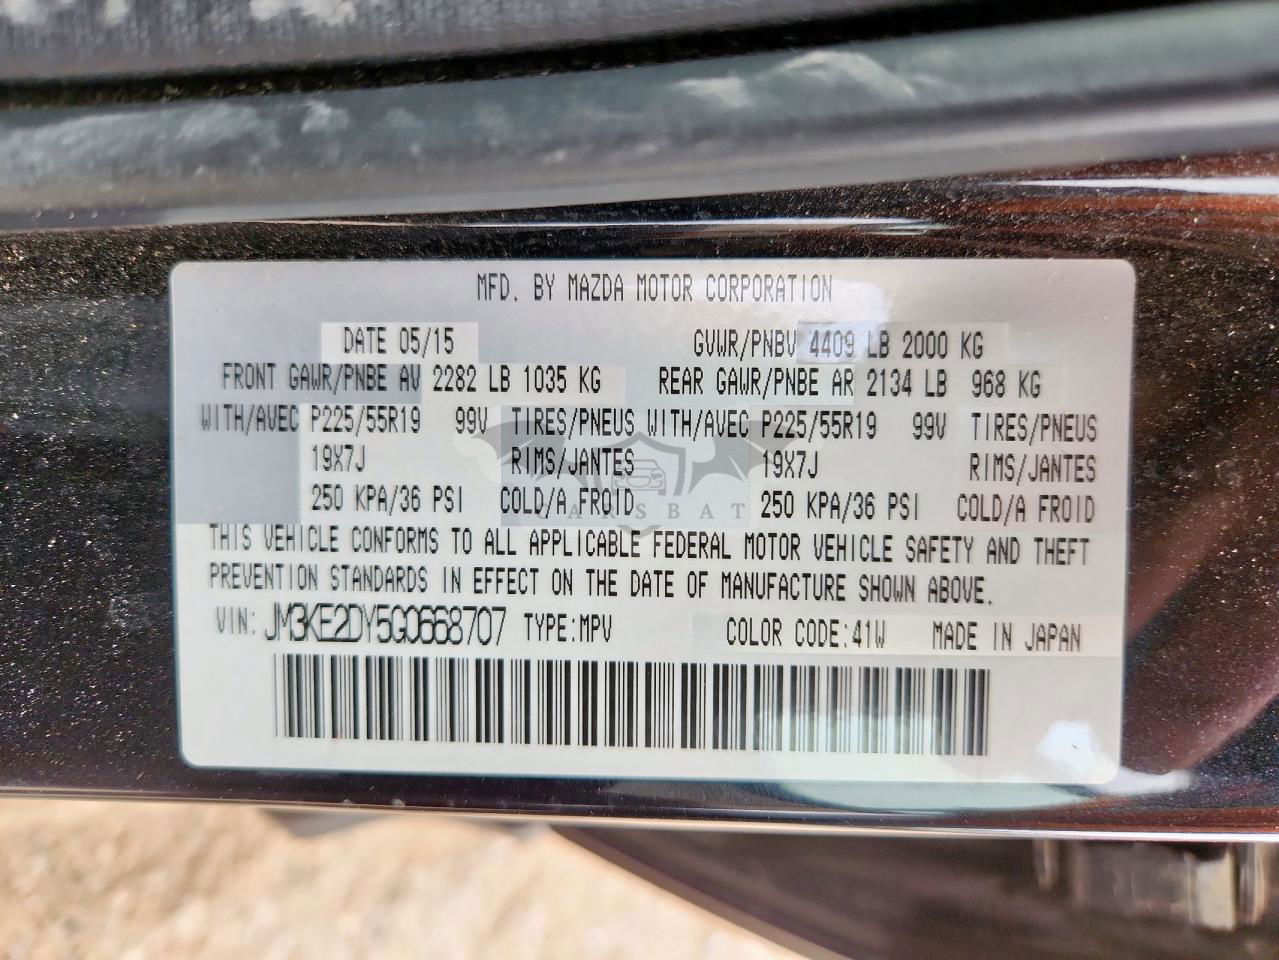 MFD. BY MAZDA MOTOR CORPORATION
DATE 05/15 GVWR/PNBV 4409 LB 2000 KG
FRONT GAWR/PNBE AV 2282 LB 1035 KG REAR GAWR/PNBE AR 2134 LB 968 KG
WITH/AVEC P225/55R19 99V TIRES/PNEUS WITH/AVEC P225/55R19 99V TIRES/PNEUS
19X7J RIMS/JANTES 19X7J RIMS/JANTES
250 KPA/36 PSI COLD/A FROID 250 KPA/36 PSI COLD/A FROID
CARSBAT
THIS VEHICLE CONFORMS TO ALL APPLICABLE FEDERAL MOTOR VEHICLE SAFETY AND THEFT
PREVENTION STANDARDS IN EFFECT ON THE DATE OF MANUFACTURE SHOWN ABOVE.
VIN: JM3KE2DY5G0668707 TYPE:MPV COLOR CODE:41W MADE IN JAPAN